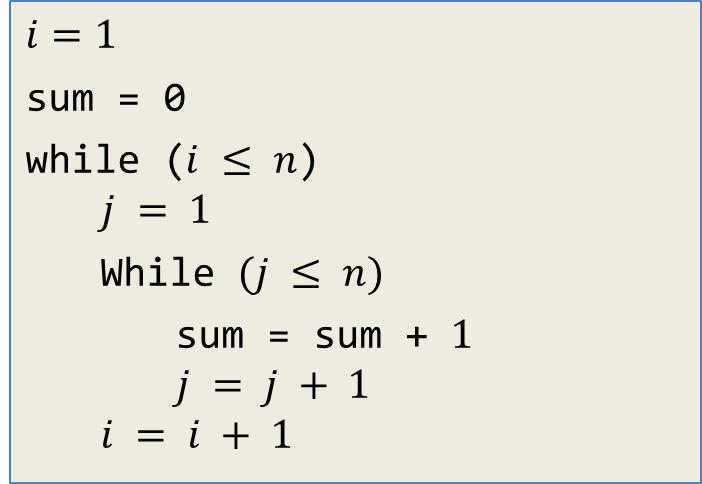 i = 1
sum = 0
while (i ≤ n)
j = 1
While (j ≤ n)
sum = sum + 1
j = j + 1
i = i + 1